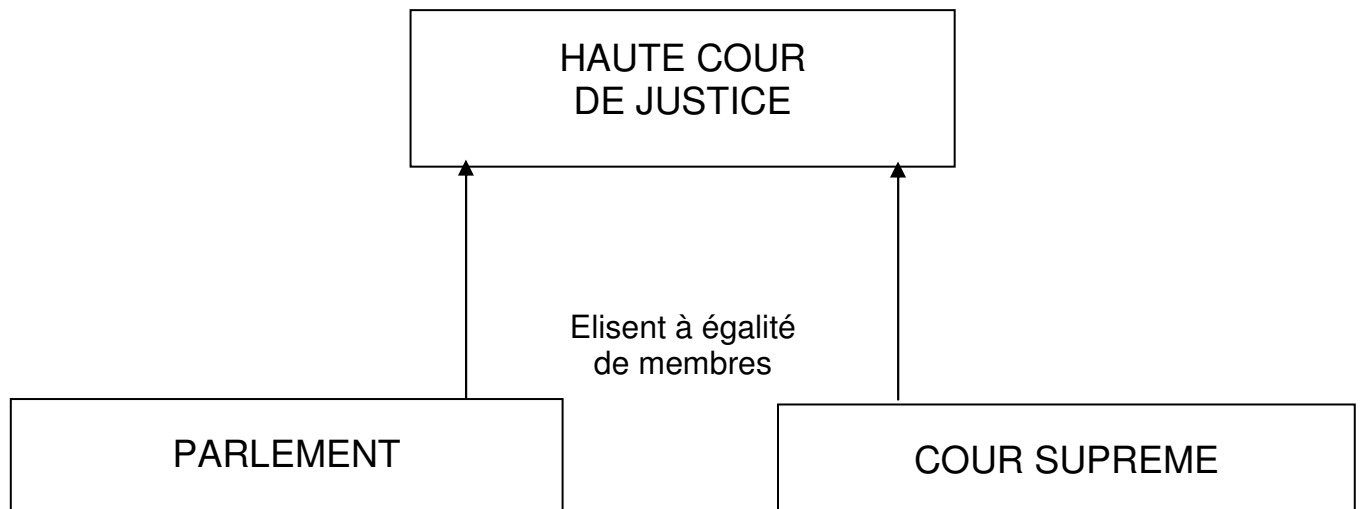 HAUTE COUR
DE JUSTICE
Elisent à égalité
de membres
PARLEMENT
COUR SUPREME